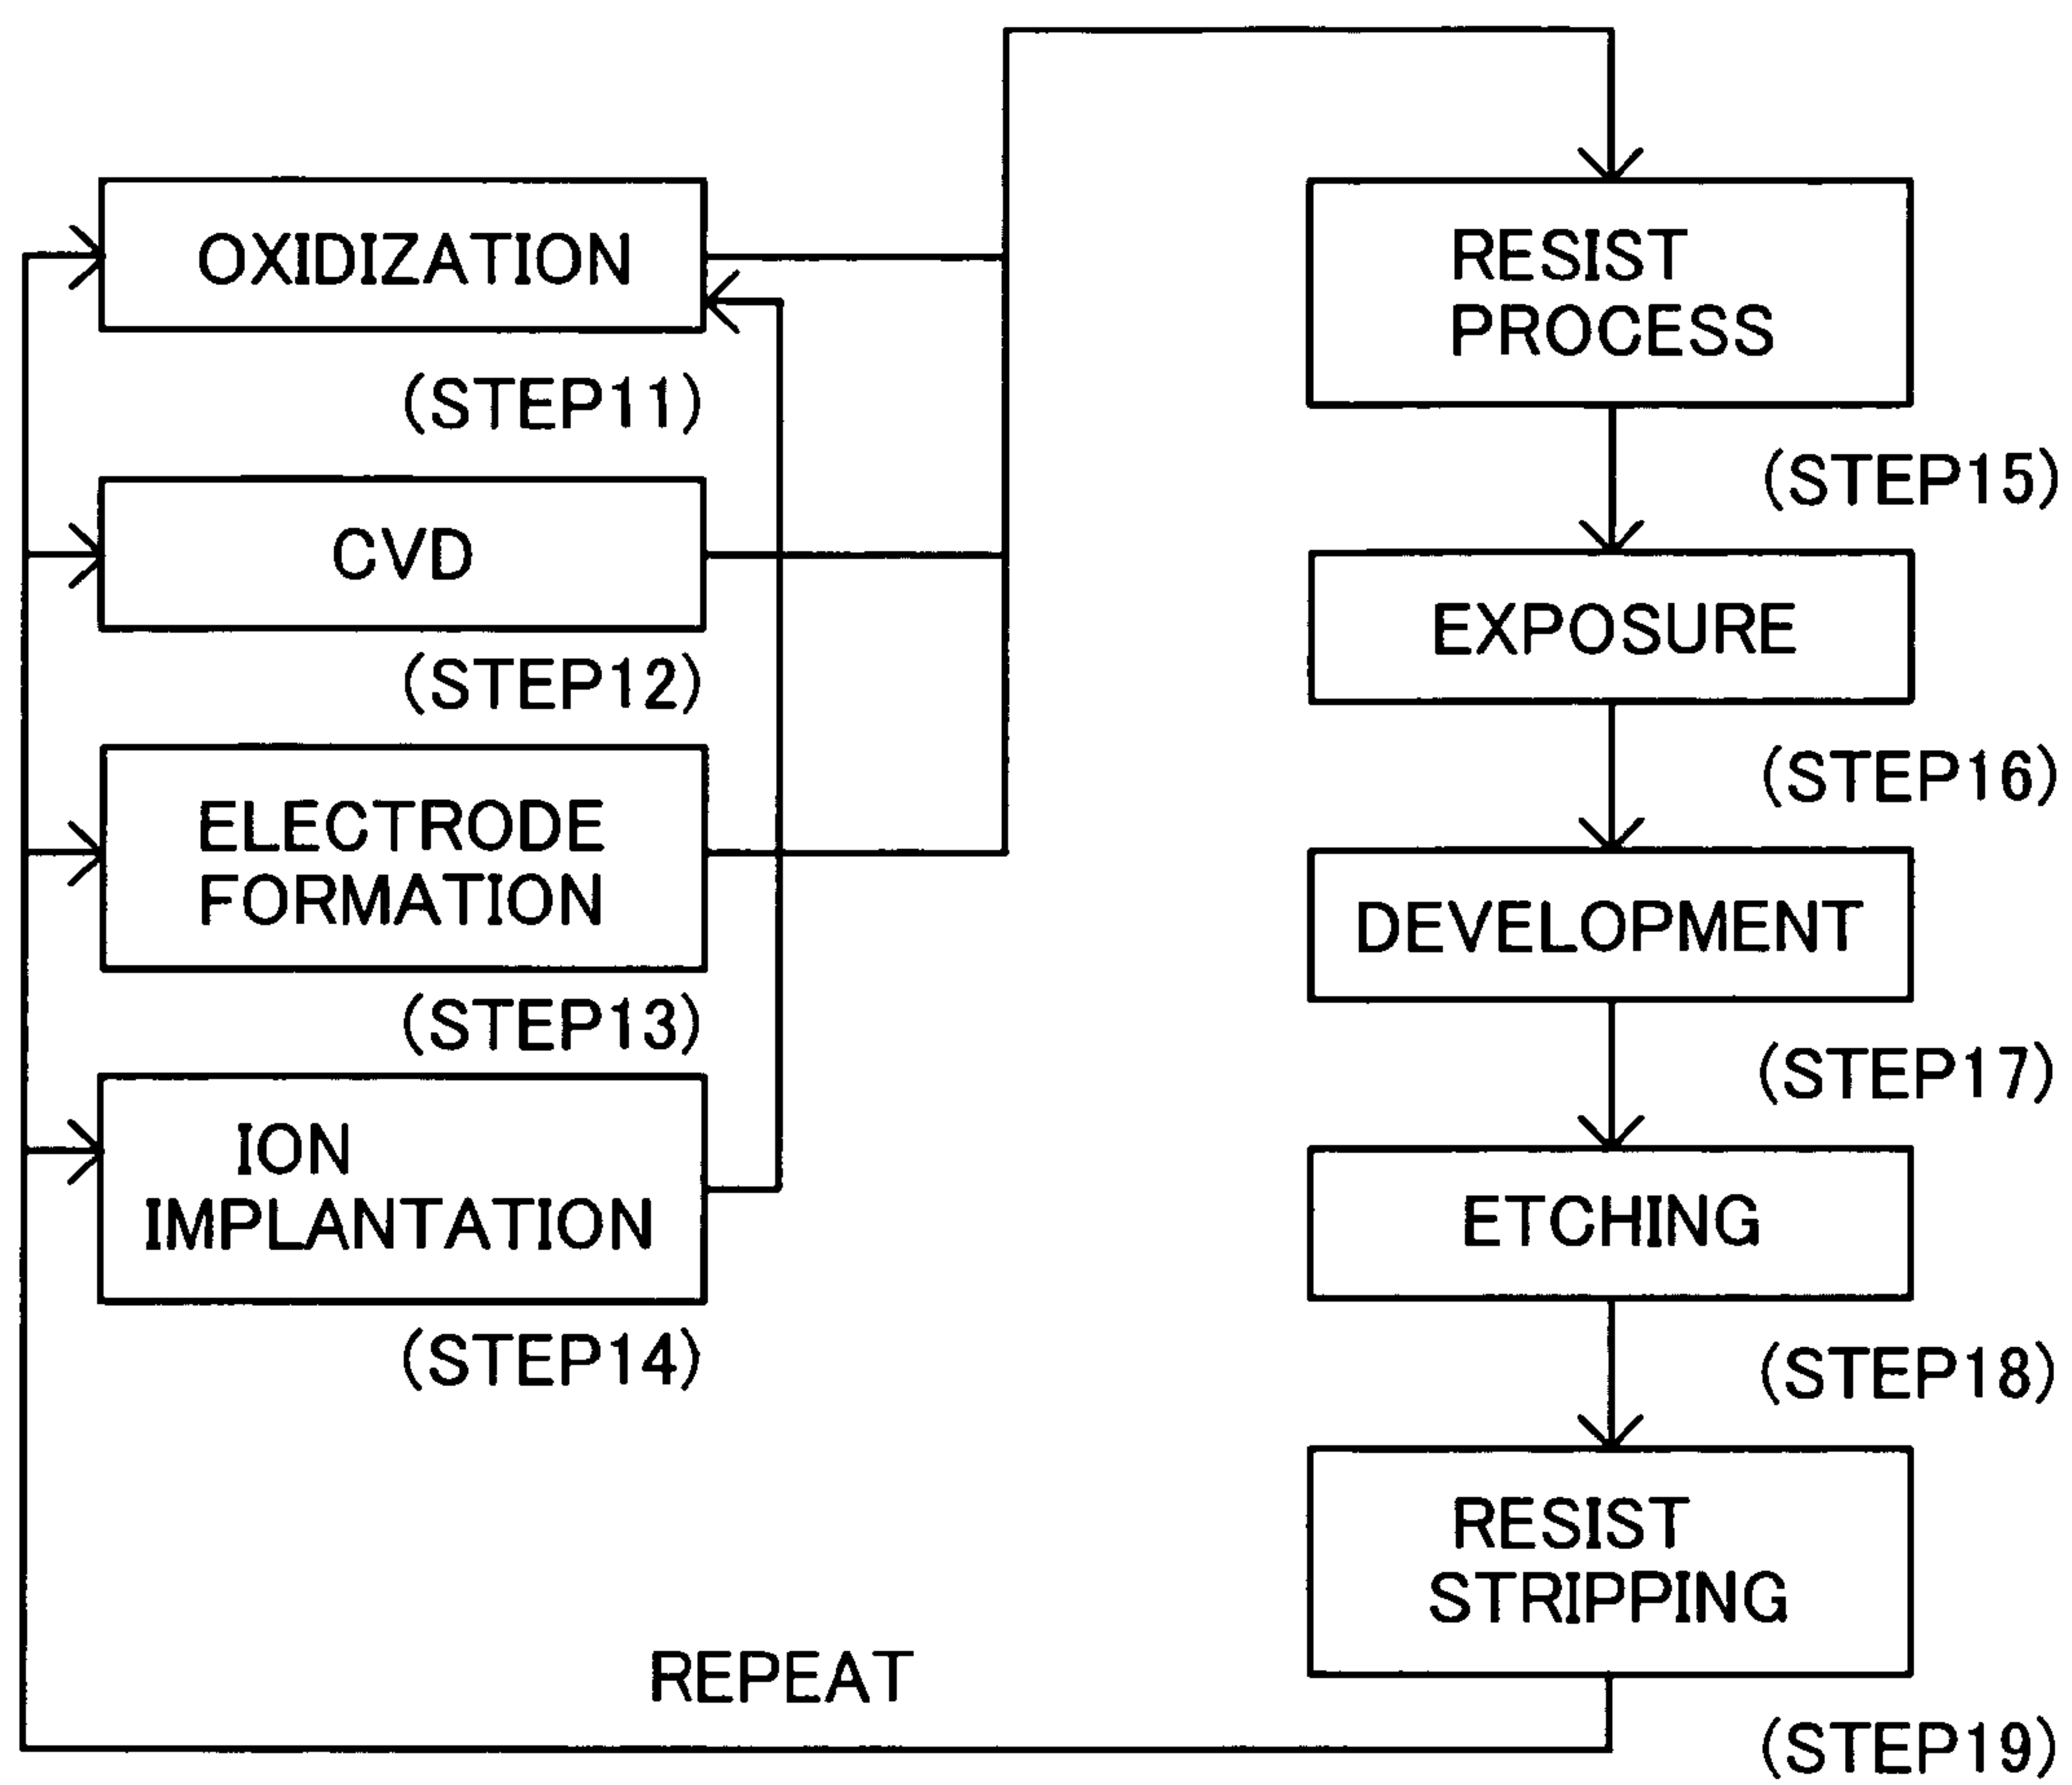 OXIDIZATION
(STEP11)
CVD
(STEP12)
ELECTRODE
FORMATION
(STEP13)
ION
IMPLANTATION
(STEP14)
RESIST
PROCESS
(STEP15)
EXPOSURE
(STEP16)
DEVELOPMENT
(STEP17)
ETCHING
(STEP18)
RESIST
STRIPPING
(STEP19)
REPEAT